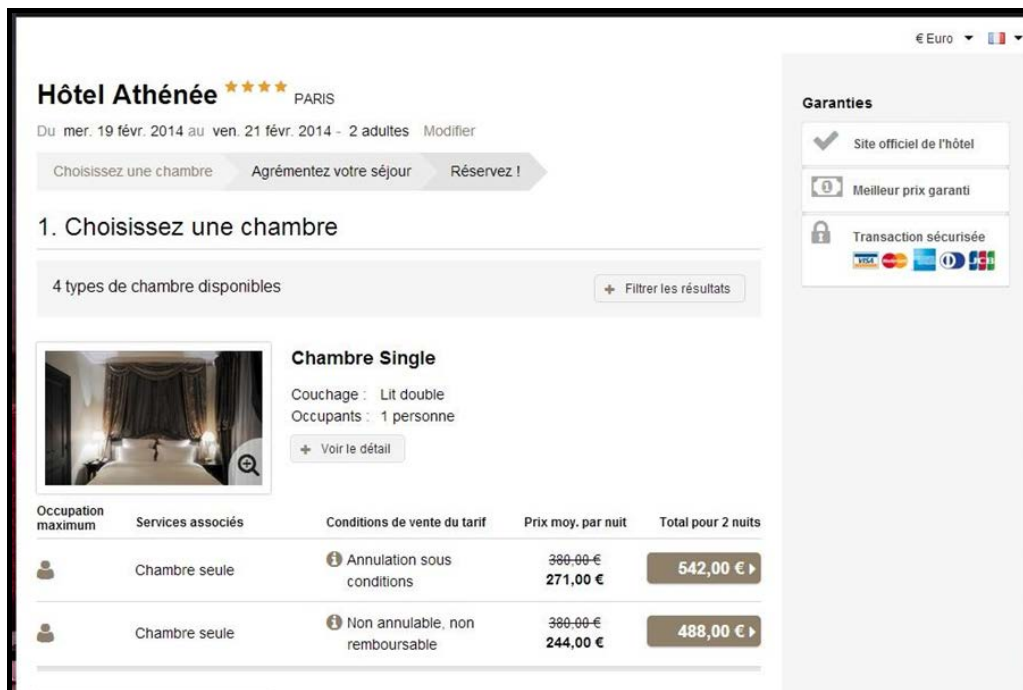 € Euro
Hôtel Athénée PARIS
Du mer. 19 févr. 2014 au ven. 21 févr. 2014 - 2 adultes Modifier
Choisissez une chambre Agrémentez votre séjour Réservez !
1. Choisissez une chambre
4 types de chambre disponibles
+ Filtrer les résultats
Chambre Single
Couchage : Lit double
Occupants : 1 personne
+ Voir le détail
Occupation
maximum
Services associés
Conditions de vente du tarif
Prix moy. par nuit
Total pour 2 nuits
Chambre seule
Annulation sous
conditions
380,00 €
271,00 €
542,00 €
Chambre seule
Non annulable, non
remboursable
380,00 €
244,00 €
488,00 €
Garanties
Site officiel de l'hôtel
Meilleur prix garanti
Transaction sécurisée
VISA
JCB